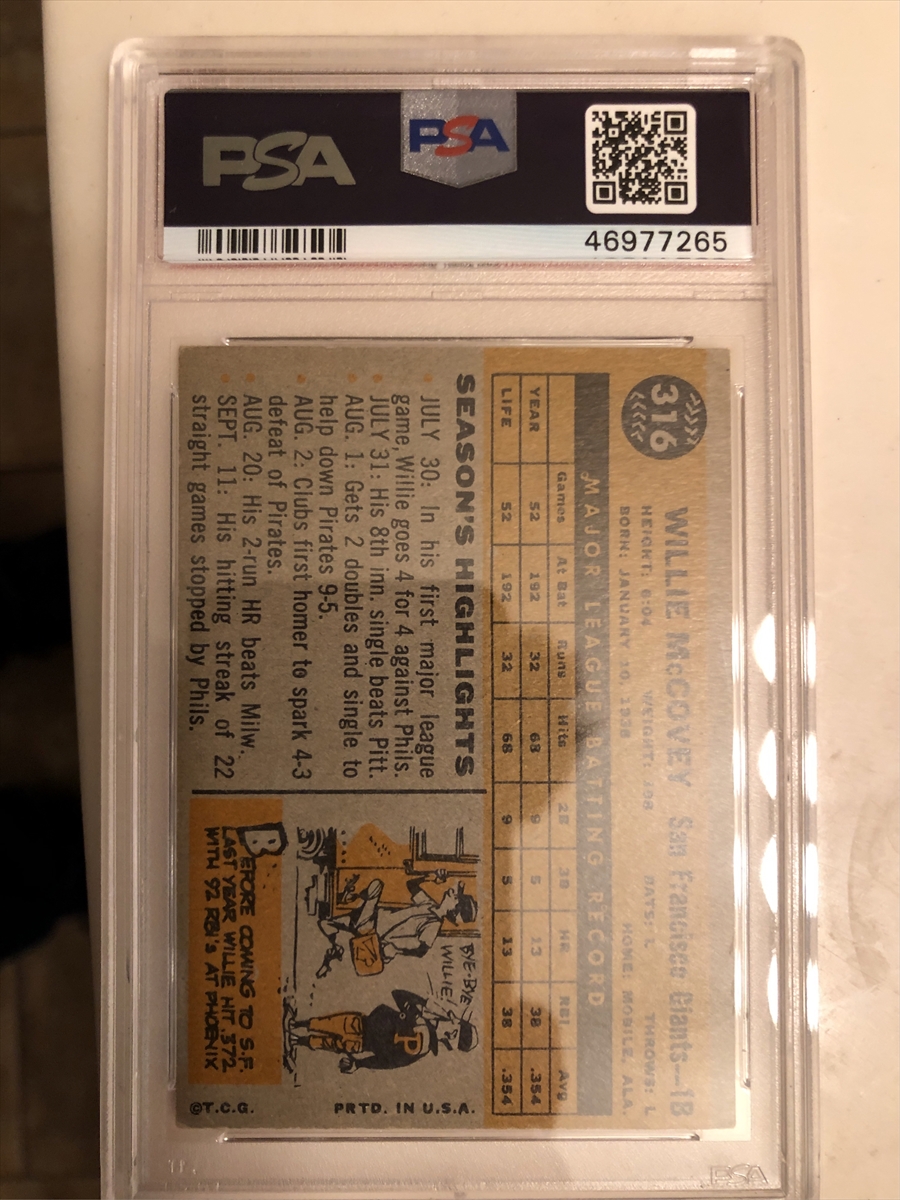 PSA
PSA
46977265
316
WILLIE McCOVEY San Francisco Giants—1B
HEIGHT: 6:04 WEIGHT: 198 BATS: L THROWS: L
BORN: JANUARY 10, 1938 HOME: MOBILE, ALA.
MAJOR LEAGUE BATTING RECORD
Games At Bat Runs Hits 2B 3B HR RBI Avg
YEAR 52 192 32 68 9 5 13 38 .354
LIFE 52 192 32 68 9 5 13 38 .354
SEASON'S HIGHLIGHTS
• JULY 30: In his first major league
game, Willie goes 4 for 4 against Phils.
• JULY 31: His 8th inn. single beats Pitt.
• AUG. 1: Gets 2 doubles and single to
help down Pirates 9-5.
• AUG. 2: Clubs first homer to spark 4-3
defeat of Pirates.
• AUG. 20: His 2-run HR beats Milw.
• SEPT. 11: His hitting streak of 22
straight games stopped by Phils.
BYE-BYE
WILLIE!
P
BEFORE COMING TO S.F.
LAST YEAR WILLIE HIT .372
WITH 92 RBI's AT PHOENIX
©T.C.G. PRTD. IN U.S.A.
PSA